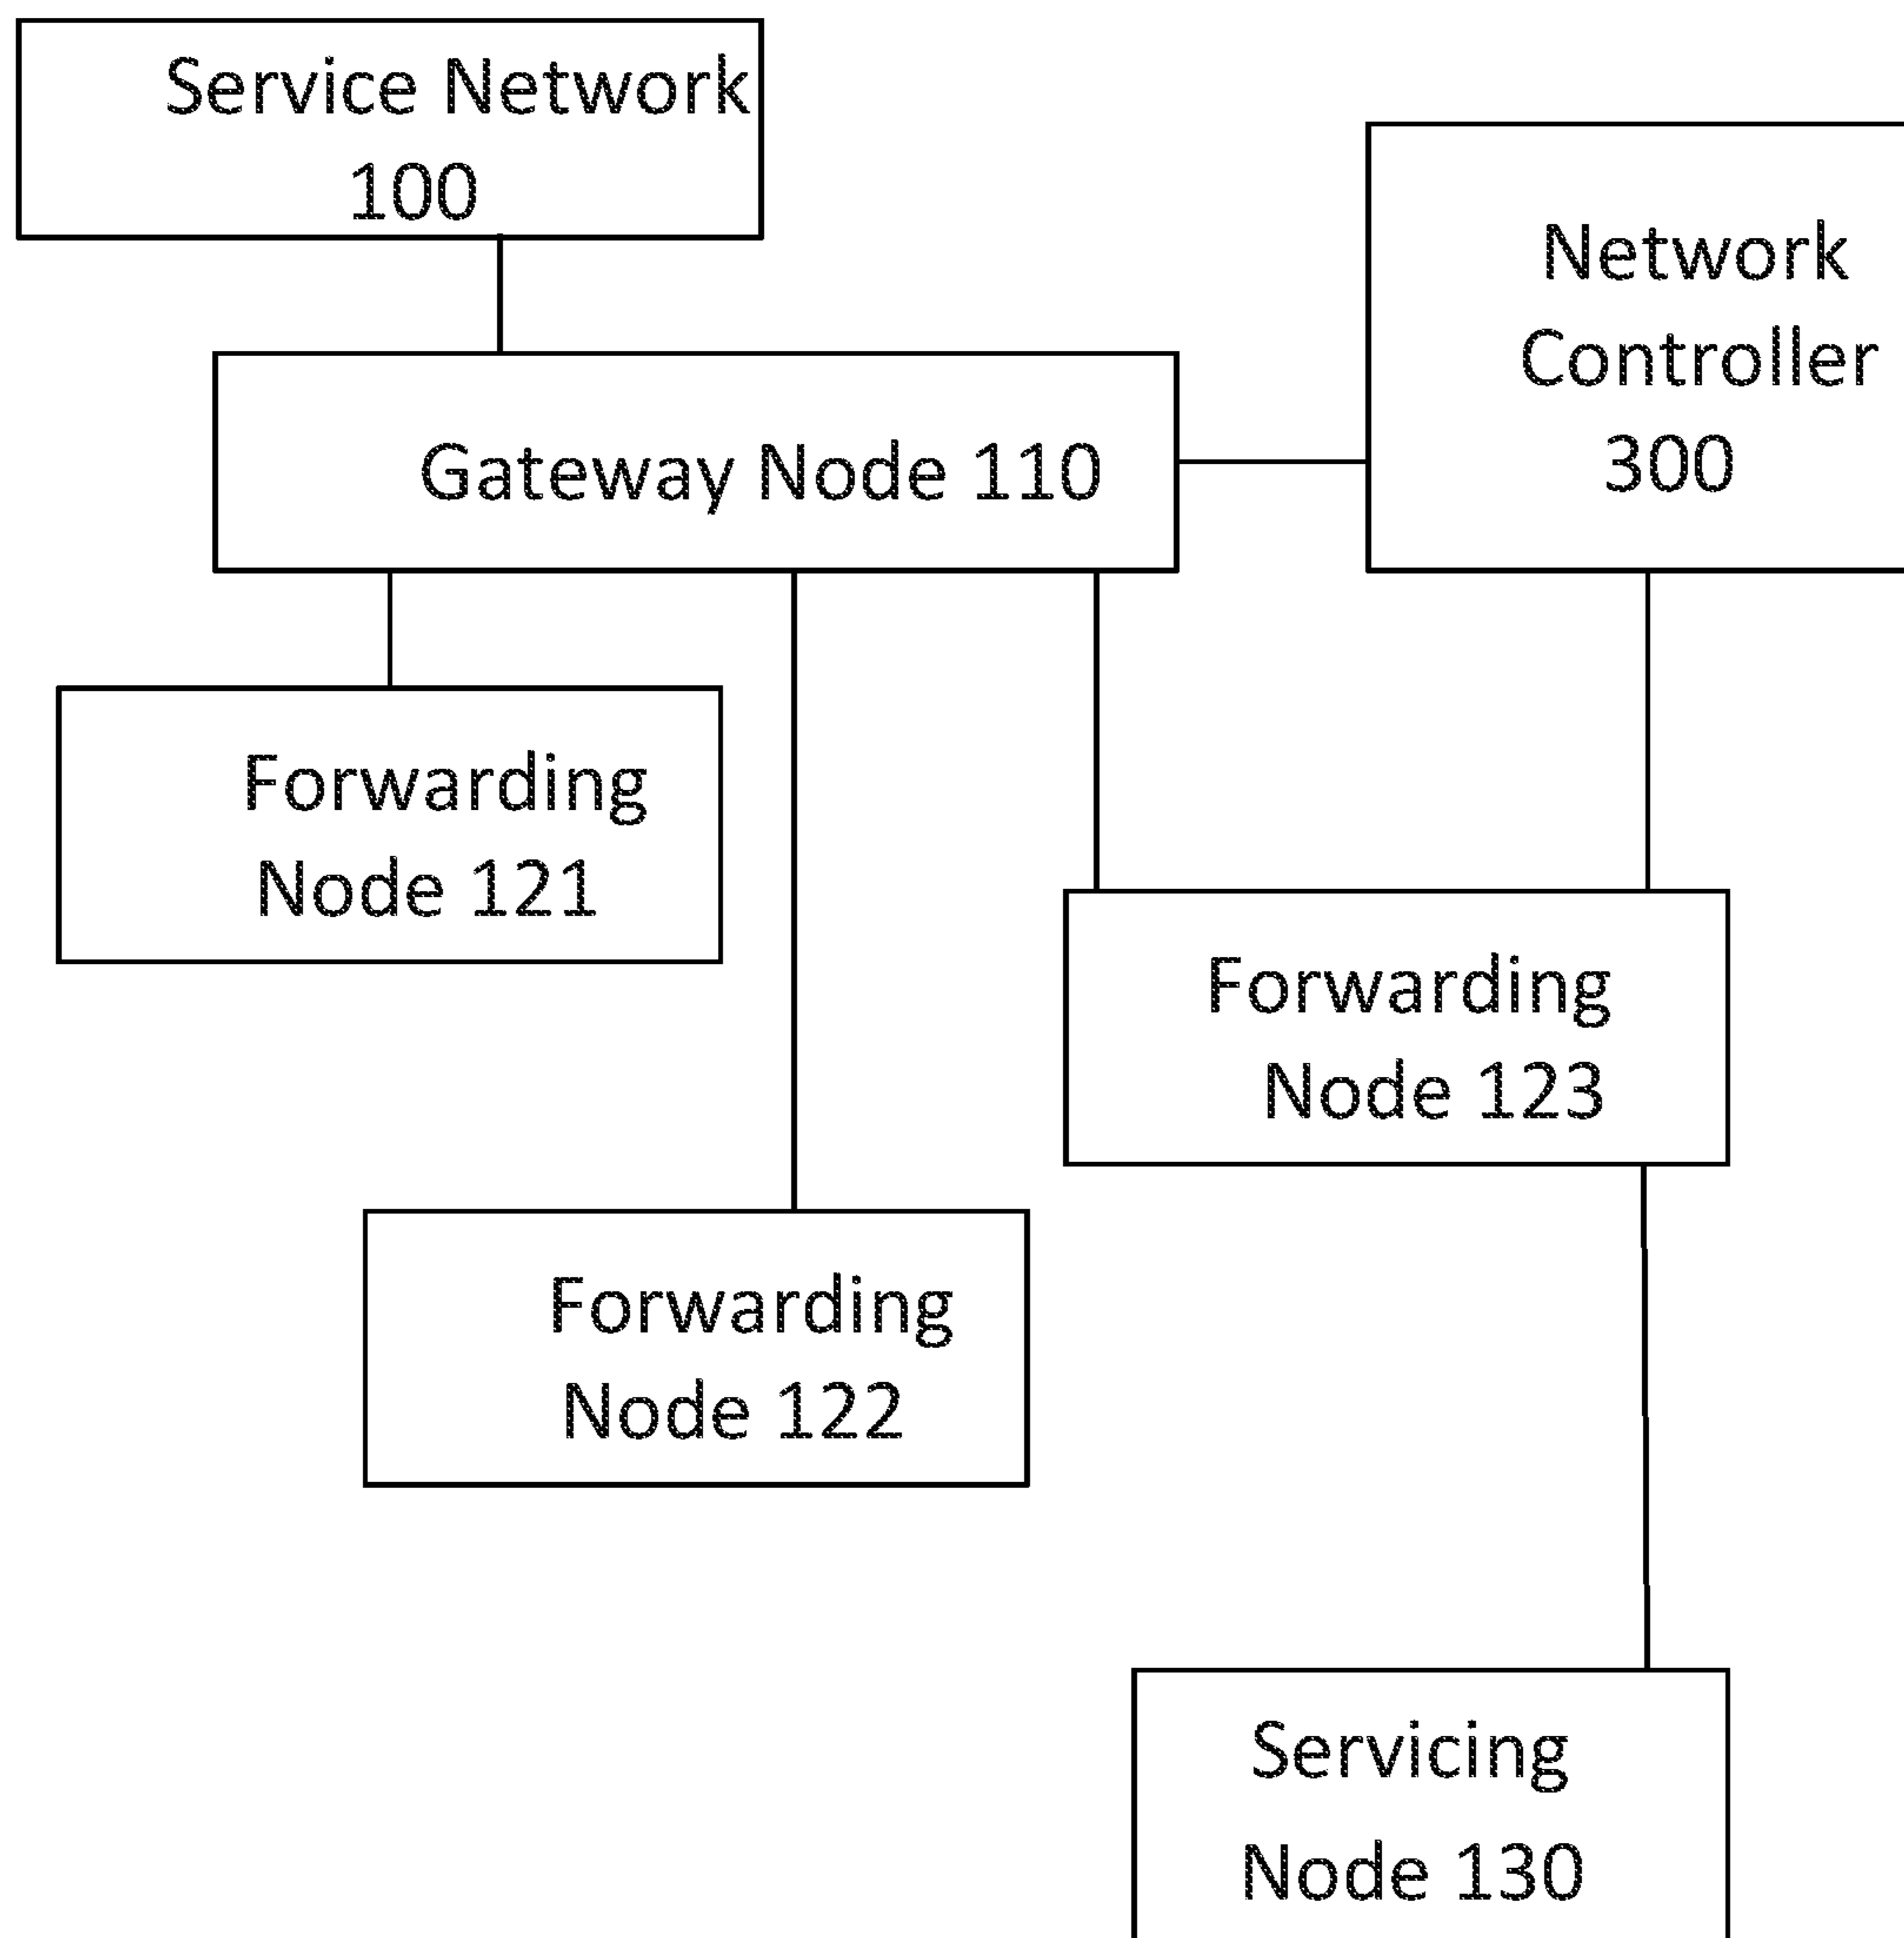 Service Network
100
Network
Controller
300
Gateway Node 110
Forwarding
Node 121
Forwarding
Node 123
Forwarding
Node 122
Servicing
Node 130